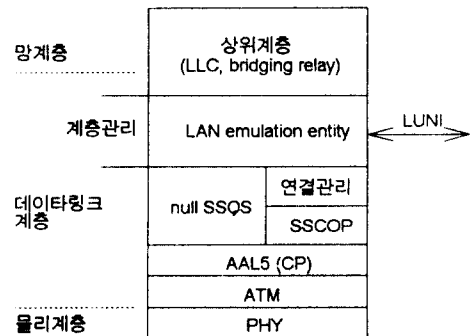 망계층
상위계층
(LLC, bridging relay)
계층관리
LAN emulation entity
LUNI
데이타링크
계층
null SSQS
연결관리
SSCOP
AAL5 (CP)
ATM
물리계층
PHY